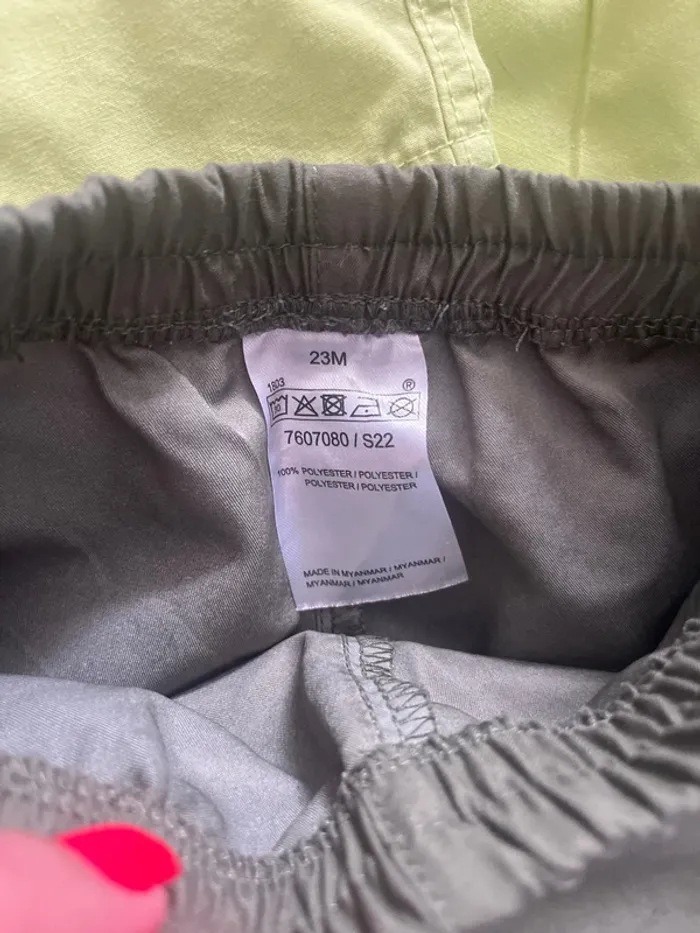 23M
1803
®
7607080 / S22
100% POLYESTER / POLYESTER /
POLYESTER / POLYESTER
MADE IN MYANMAR / MYANMAR /
MYANMAR / MYANMAR